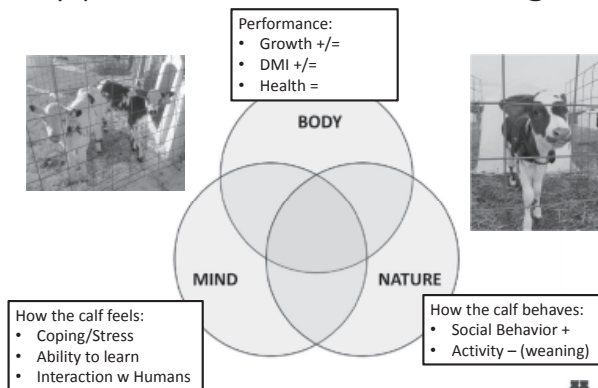 Performance:
• Growth +/=
• DMI +/=
• Health =
BODY
MIND
NATURE
How the calf feels:
• Coping/Stress
• Ability to learn
• Interaction w Humans
How the calf behaves:
• Social Behavior +
• Activity – (weaning)